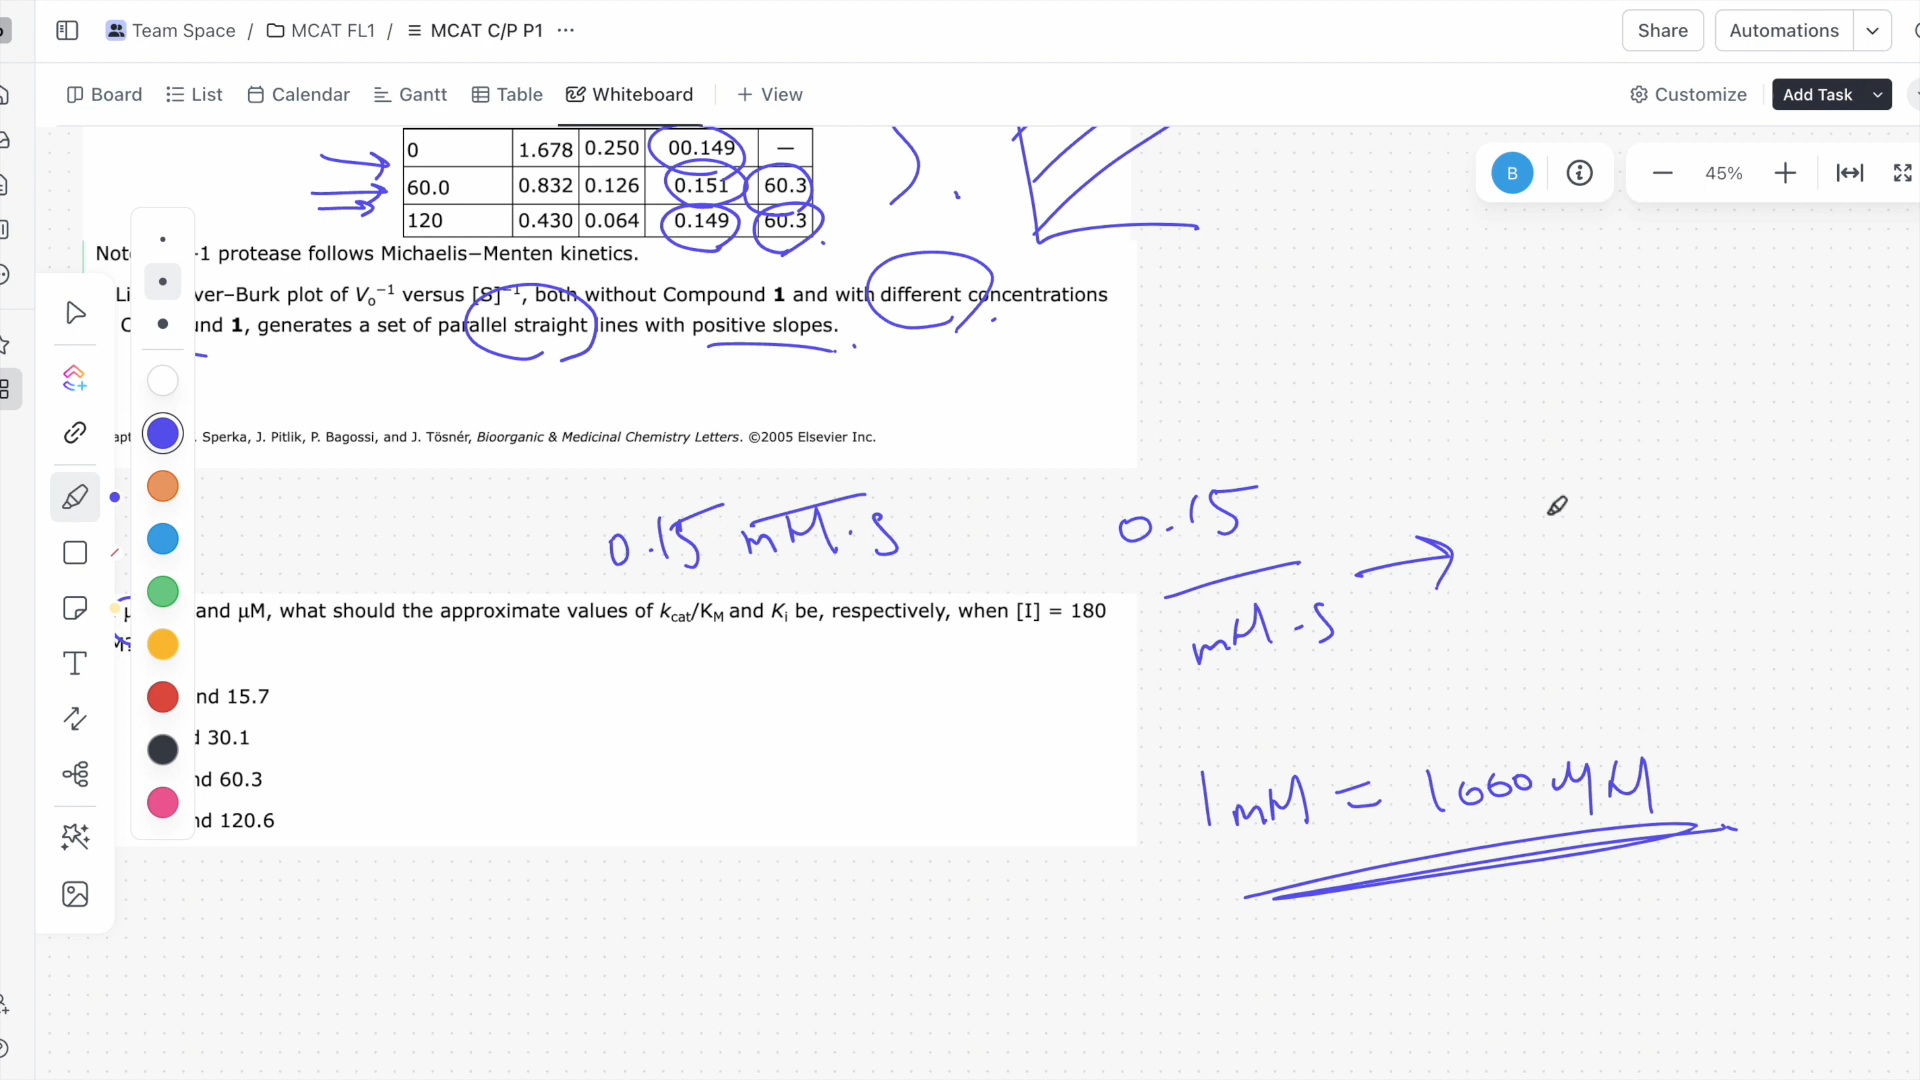 Team Space / MCAT FL1 / MCAT C/P P1 ···
Share
Automations
Board
List
Calendar
Gantt
Table
Whiteboard
+ View
Customize
Add Task
0 1.678 0.250 00.149 —
60.0 0.832 0.126 0.151 60.3
120 0.430 0.064 0.149 60.3
B
45%
-1 protease follows Michaelis−Menten kinetics.
ver−Burk plot of Vo⁻¹ versus [S]⁻¹, both without Compound 1 and with different concentrations
und 1, generates a set of parallel straight lines with positive slopes.
Sperka, J. Pitlik, P. Bagossi, and J. Tösnér, Bioorganic & Medicinal Chemistry Letters. ©2005 Elsevier Inc.
0.15 mM·s
0.15
mM·s
and μM, what should the approximate values of kcat/KM and Ki be, respectively, when [I] = 180
nd 15.7
30.1
nd 60.3
nd 120.6
1 mM = 1000 μM